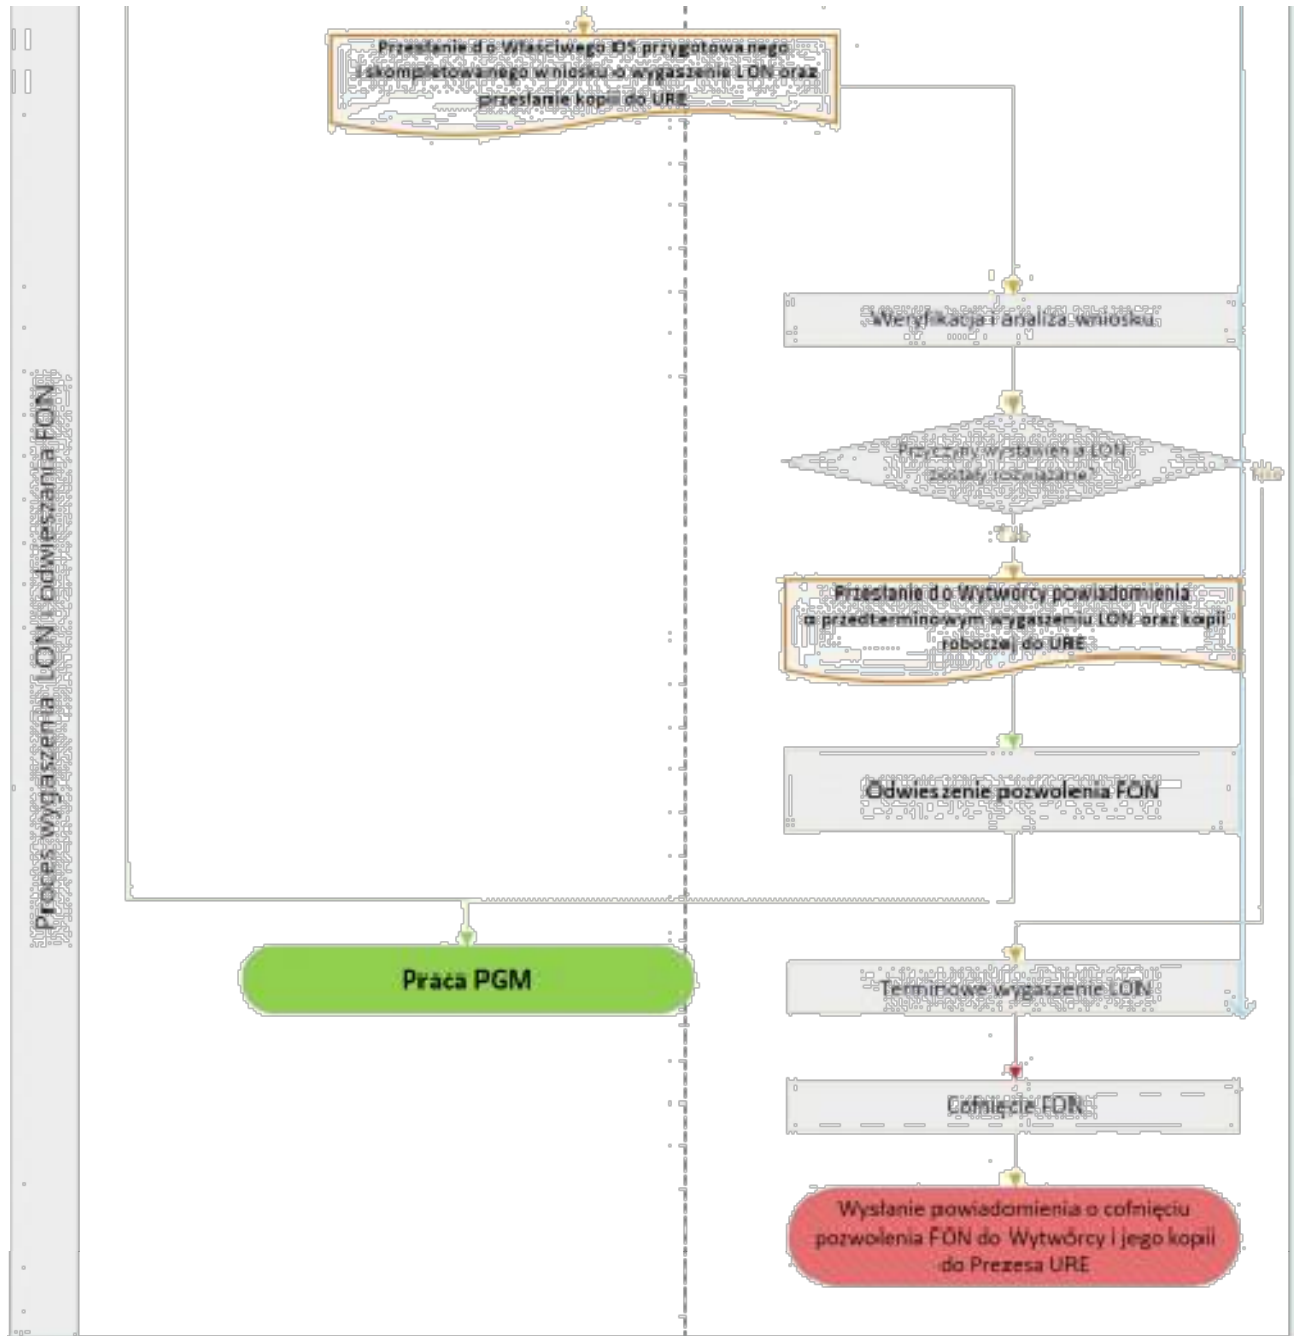 Przesłanie do Właściwego IOS przygotowanego
i skompletowanego wniosku o wygaszenie LON oraz
przesłanie kopii do URE
Weryfikacja i analiza wniosku
Przyczyny wystawienia LON
zostały rozwiązane?
Nie
Tak
Przesłanie do Wytwórcy powiadomienia
o przedterminowym wygaszeniu LON oraz kopii
roboczej do URE
Odwieszenie pozwolenia FON
Proces wygaszenia LON i odwieszania FON
Praca PGM
Terminowe wygaszenie LON
Cofnięcie FON
Wysłanie powiadomienia o cofnięciu
pozwolenia FON do Wytwórcy i jego kopii
do Prezesa URE